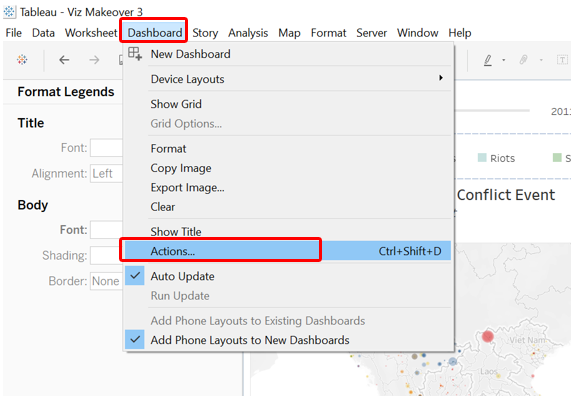 Tableau - Viz Makeover 3
File Data Worksheet Dashboard Story Analysis Map Format Server Window Help
New Dashboard
Device Layouts
Show Grid
Grid Options...
Format
Copy Image
Export Image...
Clear
Show Title
Actions... Ctrl+Shift+D
Auto Update
Run Update
Add Phone Layouts to Existing Dashboards
Add Phone Layouts to New Dashboards
Format Legends
Title
Font:
Alignment: Left
Body
Font:
Shading:
Border: None
Riots
Conflict Event
Viet Nam
Laos